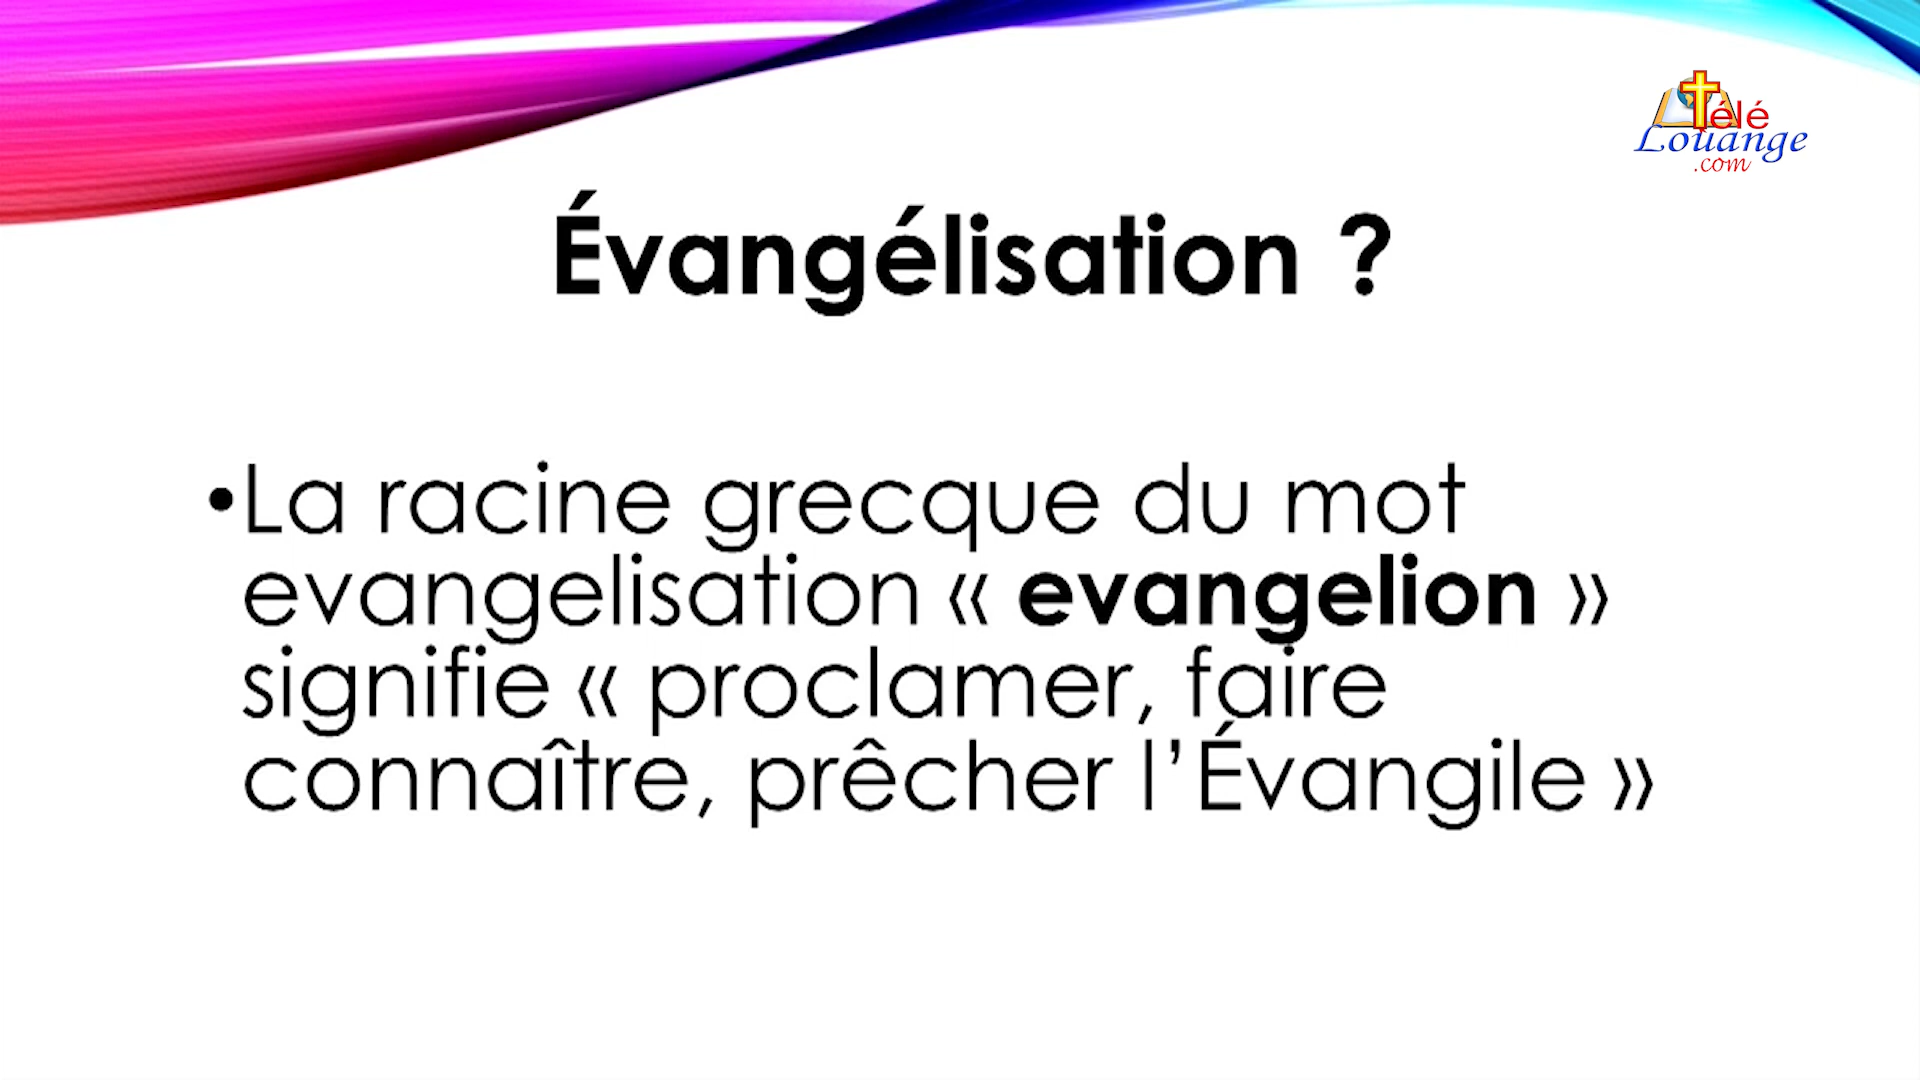 Télé
Louange
.com
Évangélisation ?
•La racine grecque du mot
evangelisation « evangelion »
signifie « proclamer, faire
connaître, prêcher l’Évangile »